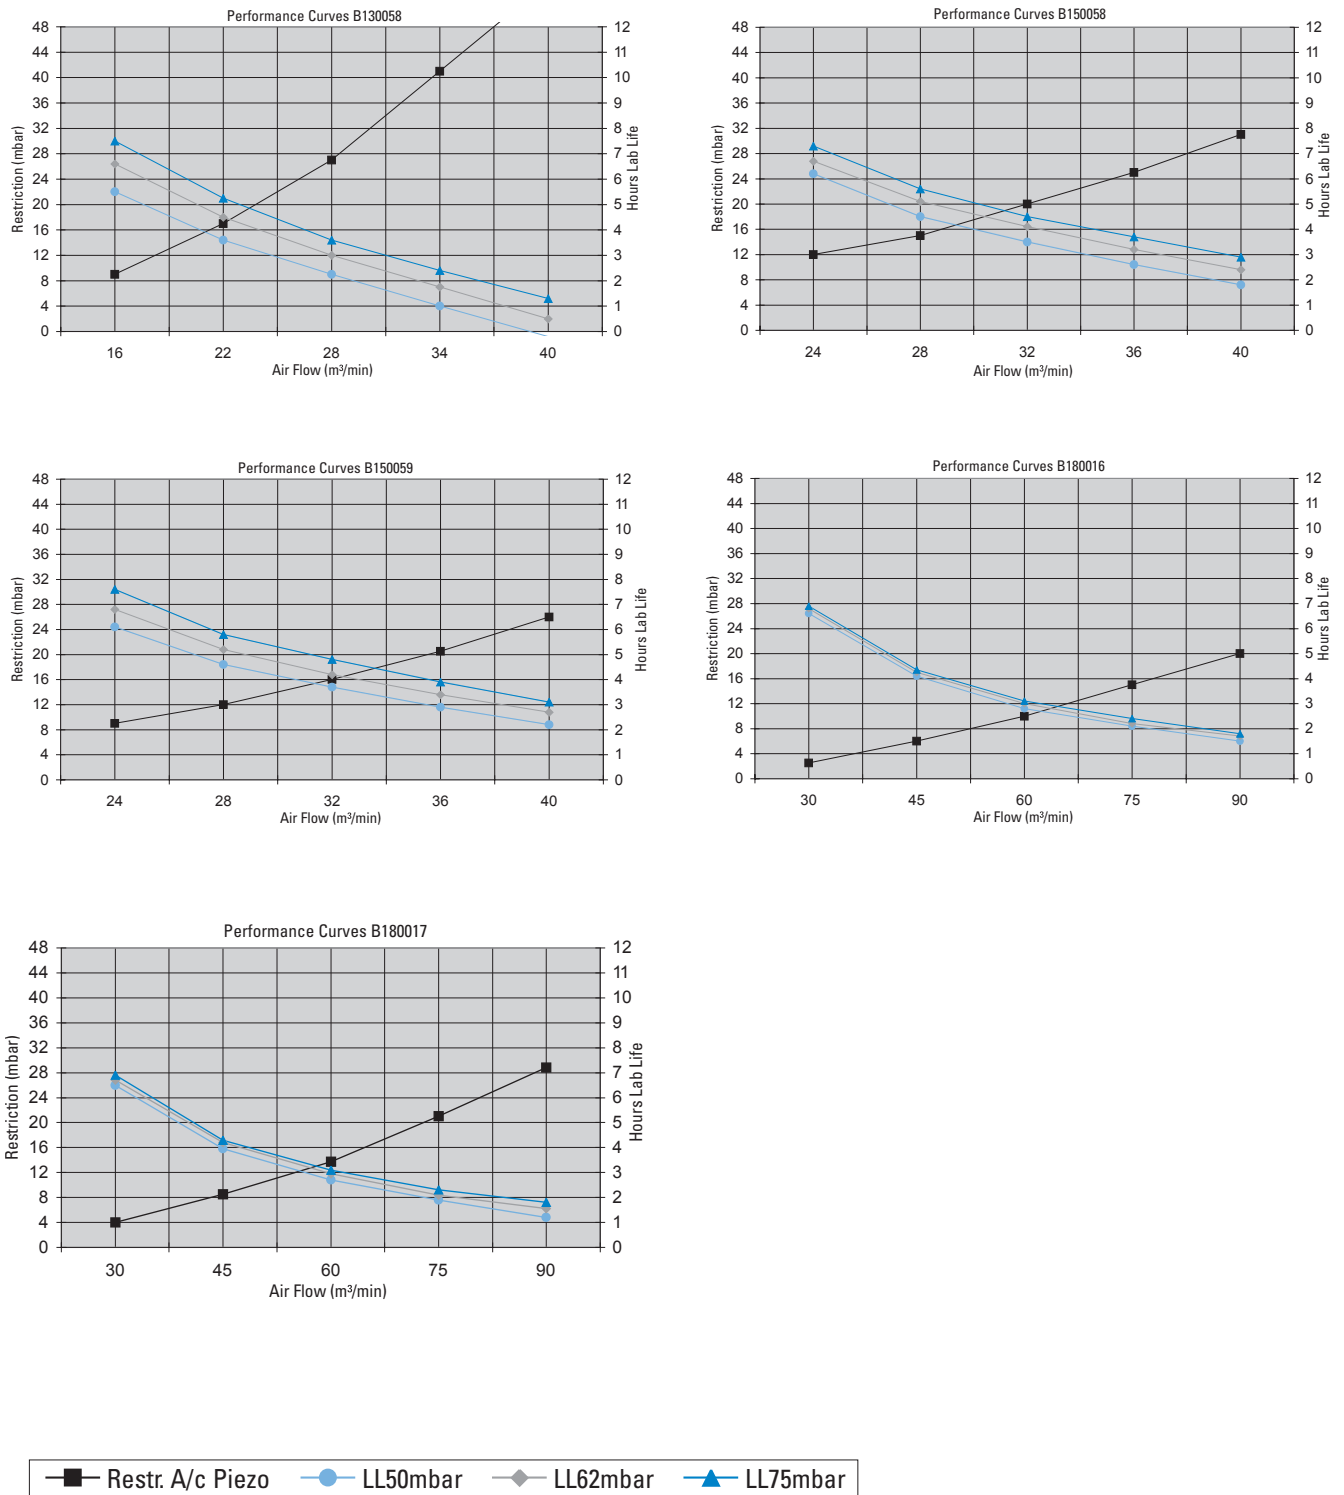 Performance Curves B130058
48 44 40 36 32 28 24 20 16 12 8 4 0
Restriction (mbar)
12 11 10 9 8 7 6 5 4 3 2 1 0
Hours Lab Life
16 22 28 34 40
Air Flow (m³/min)
Performance Curves B150058
48 44 40 36 32 28 24 20 16 12 8 4 0
Restriction (mbar)
12 11 10 9 8 7 6 5 4 3 2 1 0
Hours Lab Life
24 28 32 36 40
Air Flow (m³/min)
Performance Curves B150059
48 44 40 36 32 28 24 20 16 12 8 4 0
Restriction (mbar)
12 11 10 9 8 7 6 5 4 3 2 1 0
Hours Lab Life
24 28 32 36 40
Air Flow (m³/min)
Performance Curves B180016
48 44 40 36 32 28 24 20 16 12 8 4 0
Restriction (mbar)
12 11 10 9 8 7 6 5 4 3 2 1 0
Hours Lab Life
30 45 60 75 90
Air Flow (m³/min)
Performance Curves B180017
48 44 40 36 32 28 24 20 16 12 8 4 0
Restriction (mbar)
12 11 10 9 8 7 6 5 4 3 2 1 0
Hours Lab Life
30 45 60 75 90
Air Flow (m³/min)
Restr. A/c Piezo LL50mbar LL62mbar LL75mbar